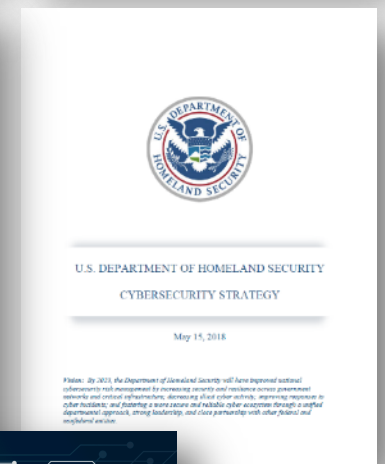 U.S. DEPARTMENT OF
HOMELAND SECURITY
U.S. DEPARTMENT OF HOMELAND SECURITY
CYBERSECURITY STRATEGY
May 15, 2018
Vision: By 2023, the Department of Homeland Security will have improved national
cybersecurity risk management by increasing security and resilience across government
networks and critical infrastructure; decreasing illicit cyber activity; improving responses to
cyber incidents; and fostering a more secure and reliable cyber ecosystem through a unified
departmental approach, strong leadership, and close partnership with other federal and
nonfederal entities.